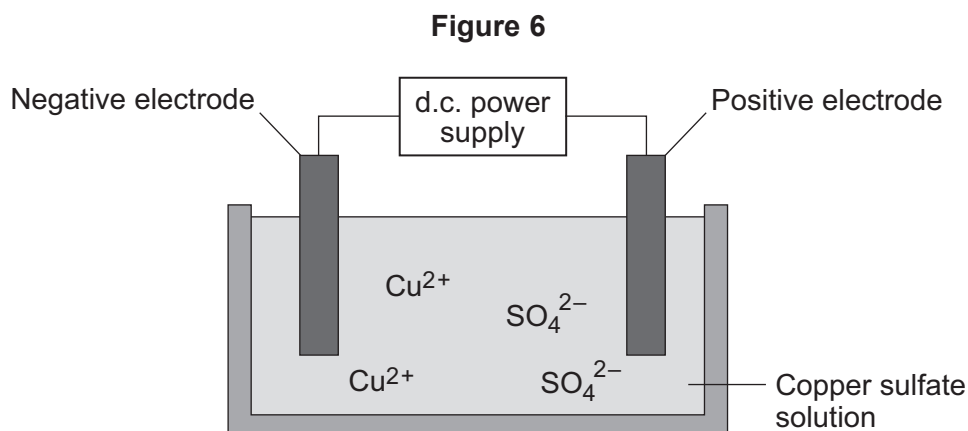 Figure 6
Negative electrode
d.c. power
supply
Positive electrode
Cu²⁺
SO₄²⁻
Cu²⁺
SO₄²⁻
Copper sulfate
solution